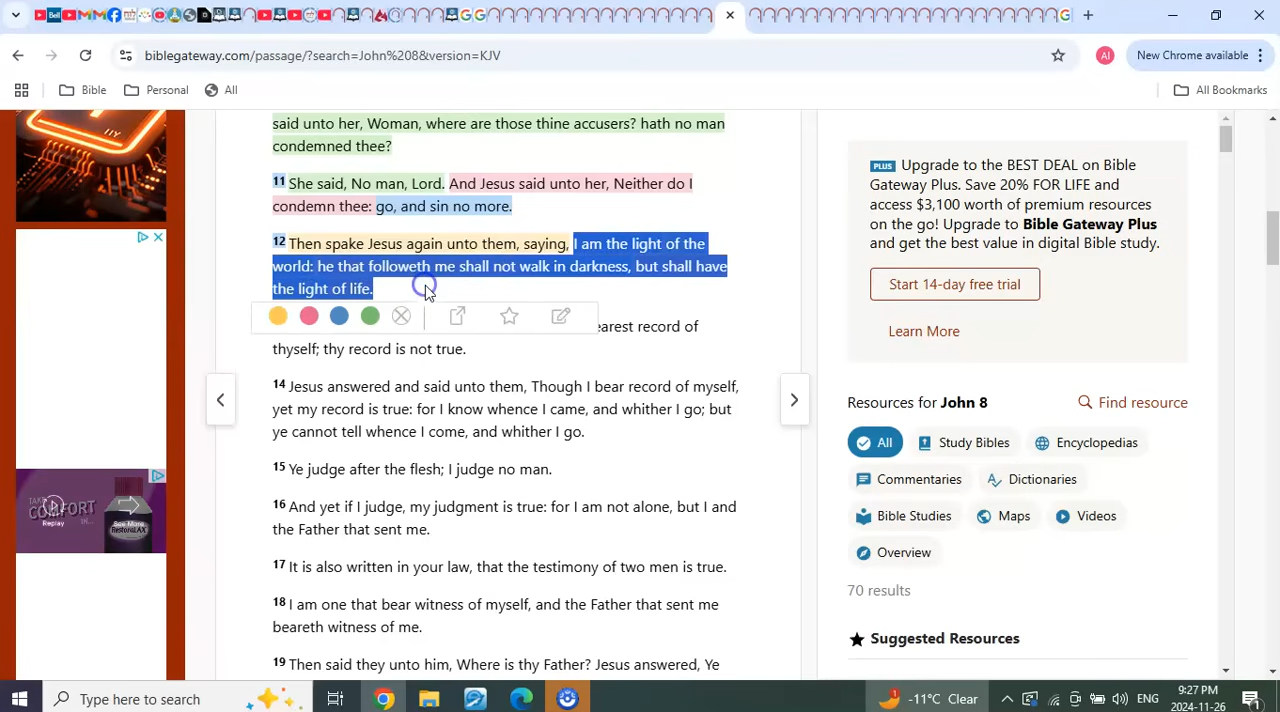 New Chrome available
biblegateway.com/passage/?search=John%208&version=KJV
Bible
Personal
All
All Bookmarks
said unto her, Woman, where are those thine accusers? hath no man
condemned thee?
11 She said, No man, Lord. And Jesus said unto her, Neither do I
condemn thee: go, and sin no more.
12 Then spake Jesus again unto them, saying, I am the light of the
world: he that followeth me shall not walk in darkness, but shall have
the light of life.
earest record of
thyself; thy record is not true.
14 Jesus answered and said unto them, Though I bear record of myself,
yet my record is true: for I know whence I came, and whither I go; but
ye cannot tell whence I come, and whither I go.
15 Ye judge after the flesh; I judge no man.
16 And yet if I judge, my judgment is true: for I am not alone, but I and
the Father that sent me.
17 It is also written in your law, that the testimony of two men is true.
18 I am one that bear witness of myself, and the Father that sent me
beareth witness of me.
19 Then said they unto him, Where is thy Father? Jesus answered, Ye
PLUS Upgrade to the BEST DEAL on Bible
Gateway Plus. Save 20% FOR LIFE and
access $3,100 worth of premium resources
on the go! Upgrade to Bible Gateway Plus
and get the best value in digital Bible study.
Start 14-day free trial
Learn More
Resources for John 8
Find resource
All
Study Bibles
Encyclopedias
Commentaries
Dictionaries
Bible Studies
Maps
Videos
Overview
70 results
Suggested Resources
COMFORT
Replay
See More
Type here to search
-11°C Clear
ENG
9:27 PM
2024-11-26